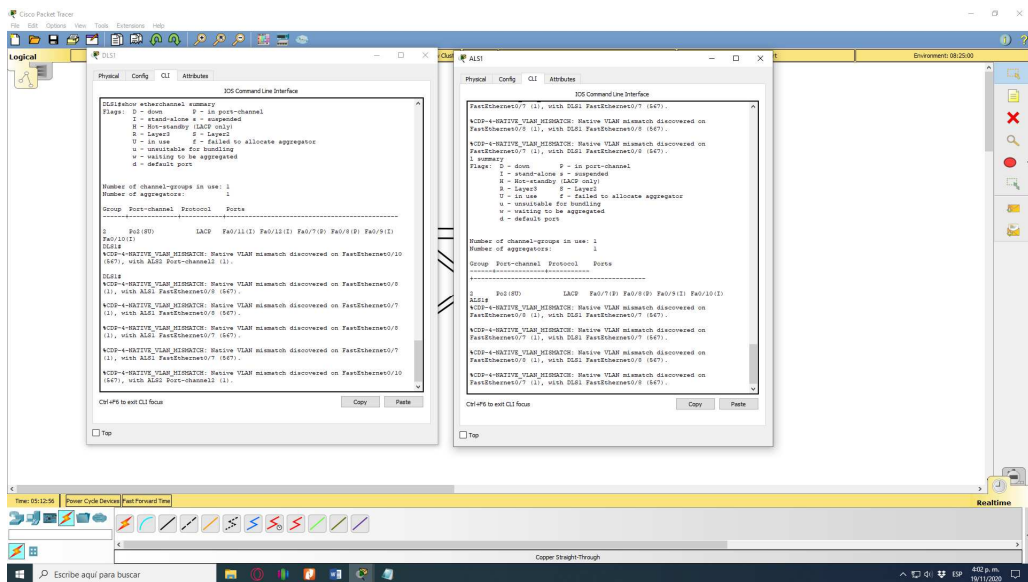 Cisco Packet Tracer
File Edit Options View Tools Extensions Help
Logical
Environment: 08:25:00
DLS1
Physical Config CLI Attributes
IOS Command Line Interface
DLS1#show etherchannel summary
Flags: D - down P - in port-channel
I - stand-alone s - suspended
H - Hot-standby (LACP only)
R - Layer3 S - Layer2
U - in use f - failed to allocate aggregator
u - unsuitable for bundling
w - waiting to be aggregated
d - default port
Number of channel-groups in use: 1
Number of aggregators: 1
Group Port-channel Protocol Ports
------+-------------+-----------+----------------------------------------------
2 Po2(SU) LACP Fa0/11(I) Fa0/12(I) Fa0/7(P) Fa0/8(P) Fa0/9(I)
Fa0/10(I)
DLS1#
%CDP-4-NATIVE_VLAN_MISMATCH: Native VLAN mismatch discovered on FastEthernet0/10
(567), with ALS2 Port-channel2 (1).
DLS1#
%CDP-4-NATIVE_VLAN_MISMATCH: Native VLAN mismatch discovered on FastEthernet0/8
(1), with ALS1 FastEthernet0/8 (567).
%CDP-4-NATIVE_VLAN_MISMATCH: Native VLAN mismatch discovered on FastEthernet0/7
(1), with ALS1 FastEthernet0/8 (567).
%CDP-4-NATIVE_VLAN_MISMATCH: Native VLAN mismatch discovered on FastEthernet0/8
(1), with ALS1 FastEthernet0/7 (567).
%CDP-4-NATIVE_VLAN_MISMATCH: Native VLAN mismatch discovered on FastEthernet0/7
(1), with ALS1 FastEthernet0/7 (567).
%CDP-4-NATIVE_VLAN_MISMATCH: Native VLAN mismatch discovered on FastEthernet0/10
(567), with ALS2 Port-channel2 (1).
Ctrl+F6 to exit CLI focus
Copy Paste
Top
ALS1
Physical Config CLI Attributes
IOS Command Line Interface
FastEthernet0/7 (1), with DLS1 FastEthernet0/7 (567).
%CDP-4-NATIVE_VLAN_MISMATCH: Native VLAN mismatch discovered on
FastEthernet0/8 (1), with DLS1 FastEthernet0/8 (567).
%CDP-4-NATIVE_VLAN_MISMATCH: Native VLAN mismatch discovered on
FastEthernet0/7 (1), with DLS1 FastEthernet0/8 (567).
l summary
Flags: D - down P - in port-channel
I - stand-alone s - suspended
H - Hot-standby (LACP only)
R - Layer3 S - Layer2
U - in use f - failed to allocate aggregator
u - unsuitable for bundling
w - waiting to be aggregated
d - default port
Number of channel-groups in use: 1
Number of aggregators: 1
Group Port-channel Protocol Ports
------+-------------+-----------
+----------------------------------------------
2 Po2(SU) LACP Fa0/7(P) Fa0/8(P) Fa0/9(I) Fa0/10(I)
ALS1#
%CDP-4-NATIVE_VLAN_MISMATCH: Native VLAN mismatch discovered on
FastEthernet0/8 (1), with DLS1 FastEthernet0/7 (567).
%CDP-4-NATIVE_VLAN_MISMATCH: Native VLAN mismatch discovered on
FastEthernet0/7 (1), with DLS1 FastEthernet0/7 (567).
%CDP-4-NATIVE_VLAN_MISMATCH: Native VLAN mismatch discovered on
FastEthernet0/8 (1), with DLS1 FastEthernet0/8 (567).
%CDP-4-NATIVE_VLAN_MISMATCH: Native VLAN mismatch discovered on
FastEthernet0/7 (1), with DLS1 FastEthernet0/8 (567).
Ctrl+F6 to exit CLI focus
Copy Paste
Top
Time: 05:12:56 Power Cycle Devices Fast Forward Time
Realtime
Copper Straight-Through
Escribe aquí para buscar
ESP
4:02 p. m.
19/11/2020